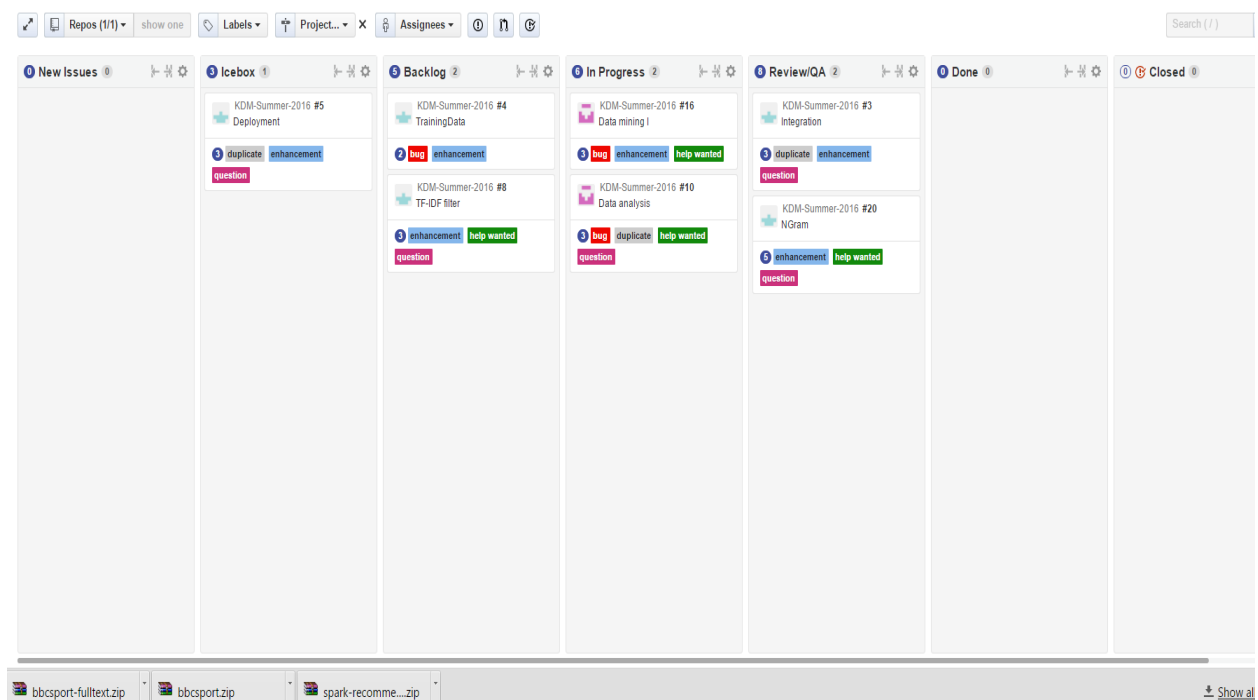 Repos (1/1) show one Labels Project... X Assignees Search ( / )
0 New Issues 0
3 Icebox 1
KDM-Summer-2016 #5
Deployment
3 duplicate enhancement
question
5 Backlog 2
KDM-Summer-2016 #4
TrainingData
2 bug enhancement
KDM-Summer-2016 #8
TF-IDF filter
3 enhancement help wanted
question
6 In Progress 2
KDM-Summer-2016 #16
Data mining I
3 bug enhancement help wanted
KDM-Summer-2016 #10
Data analysis
3 bug duplicate help wanted
question
8 Review/QA 2
KDM-Summer-2016 #3
Integration
3 duplicate enhancement
question
KDM-Summer-2016 #20
NGram
5 enhancement help wanted
question
0 Done 0
0 Closed 0
bbcsport-fulltext.zip bbcsport.zip spark-recomme....zip Show all